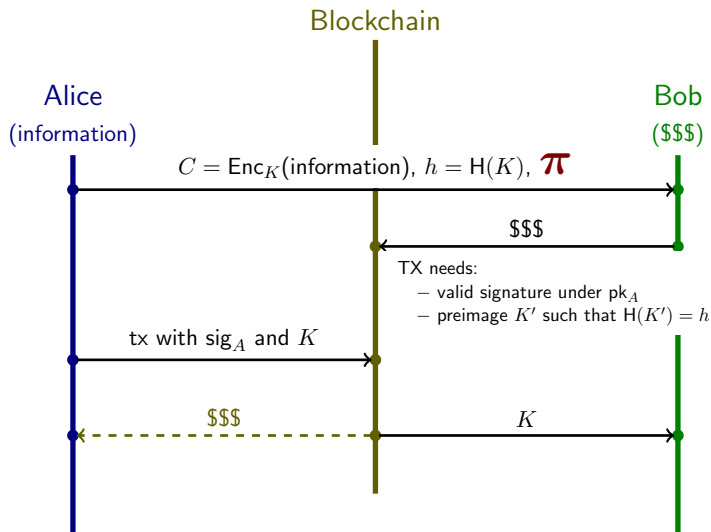 Blockchain
Alice
Bob
(information)
($$$)
C = Enc_K(information), h = H(K), π
$$$
TX needs:
– valid signature under pk_A
– preimage K′ such that H(K′) = h
tx with sig_A and K
$$$
K